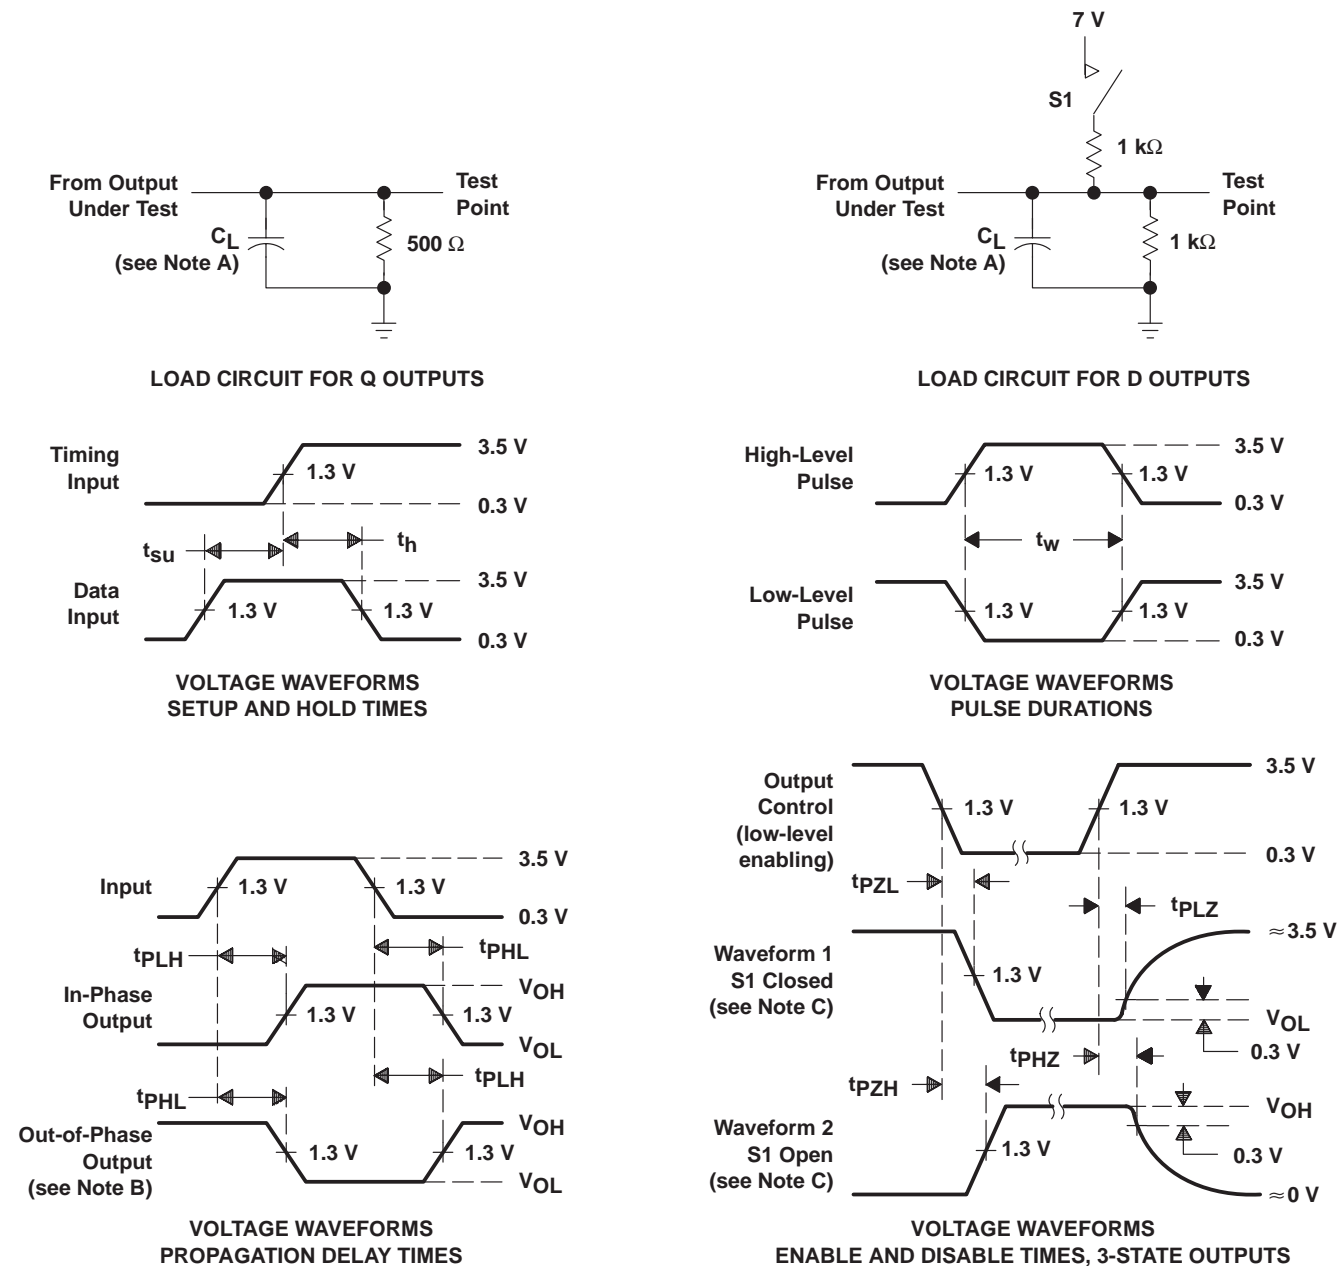 7 V
S1
1 kΩ
From Output
Under Test
Test
Point
CL
(see Note A)
500 Ω
From Output
Under Test
Test
Point
CL
(see Note A)
1 kΩ
LOAD CIRCUIT FOR Q OUTPUTS
LOAD CIRCUIT FOR D OUTPUTS
Timing
Input
3.5 V
1.3 V
0.3 V
tsu
th
Data
Input
3.5 V
1.3 V
1.3 V
0.3 V
VOLTAGE WAVEFORMS
SETUP AND HOLD TIMES
High-Level
Pulse
3.5 V
1.3 V
1.3 V
0.3 V
tw
Low-Level
Pulse
3.5 V
1.3 V
1.3 V
0.3 V
VOLTAGE WAVEFORMS
PULSE DURATIONS
Input
3.5 V
1.3 V
1.3 V
0.3 V
tPLH
tPHL
In-Phase
Output
VOH
1.3 V
1.3 V
VOL
tPHL
tPLH
Out-of-Phase
Output
(see Note B)
VOH
1.3 V
1.3 V
VOL
VOLTAGE WAVEFORMS
PROPAGATION DELAY TIMES
Output
Control
(low-level
enabling)
3.5 V
1.3 V
1.3 V
0.3 V
tPZL
tPLZ
Waveform 1
S1 Closed
(see Note C)
≈3.5 V
1.3 V
VOL
0.3 V
tPHZ
tPZH
Waveform 2
S1 Open
(see Note C)
VOH
1.3 V
0.3 V
≈0 V
VOLTAGE WAVEFORMS
ENABLE AND DISABLE TIMES, 3-STATE OUTPUTS